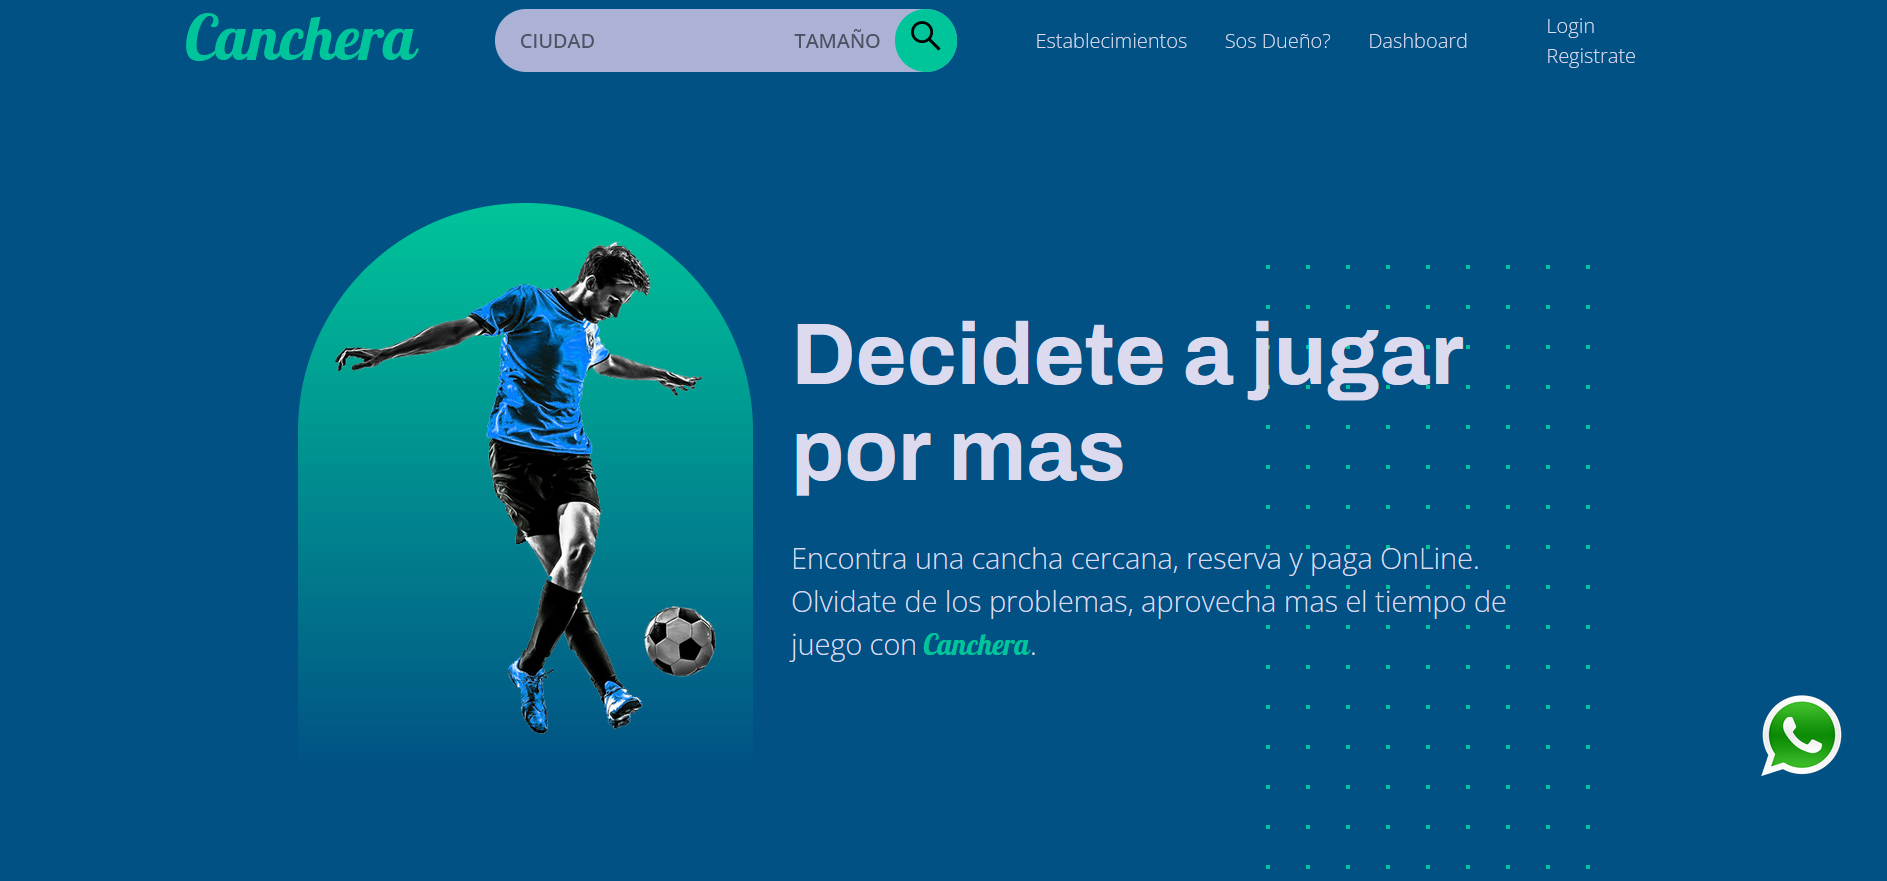 Canchera
CIUDAD TAMAÑO
Establecimientos Sos Dueño? Dashboard
Login
Registrate
Decidete a jugar
por mas
Encontra una cancha cercana, reserva y paga OnLine.
Olvidate de los problemas, aprovecha mas el tiempo de
juego con Canchera.